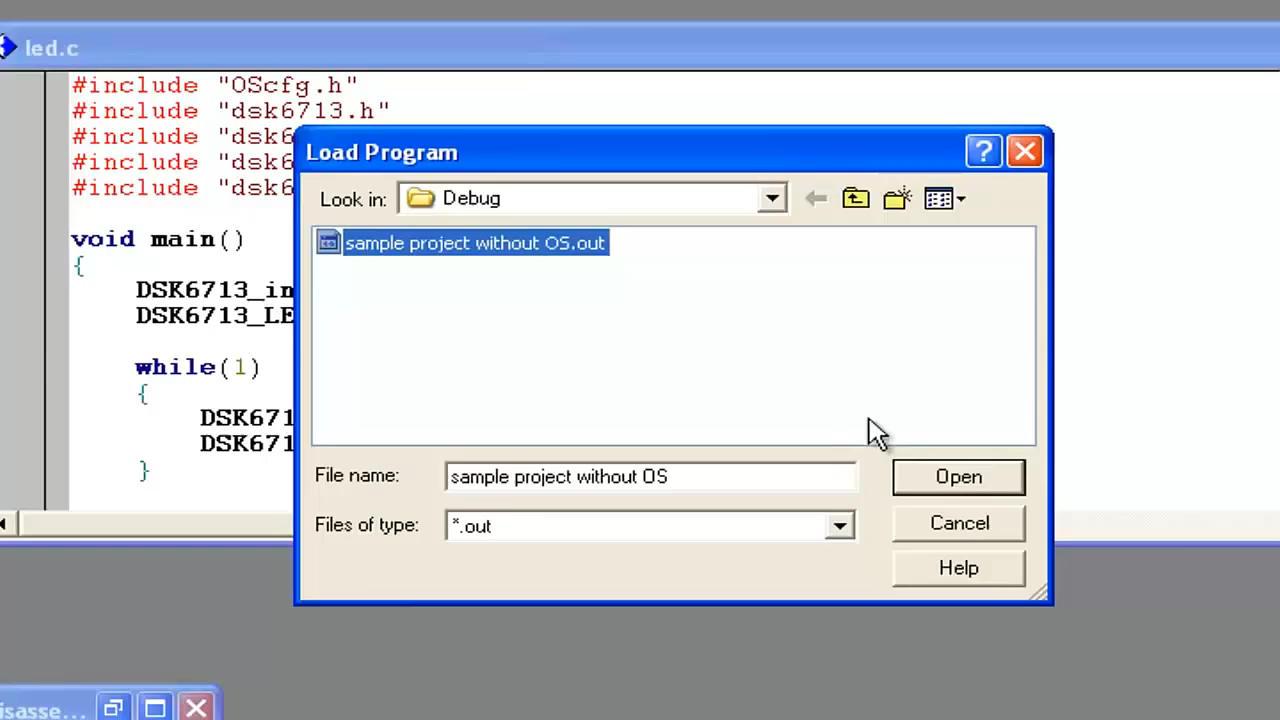 led.c
#include "OScfg.h"
#include "dsk6713.h"
#include "dsk6
#include "dsk6
#include "dsk6
void main()
{
DSK6713_in
DSK6713_LE
while(1)
{
DSK671
DSK671
}
Load Program
?
Look in: Debug
sample project without OS.out
File name: sample project without OS Open
Files of type: *.out Cancel
Help
isasse...